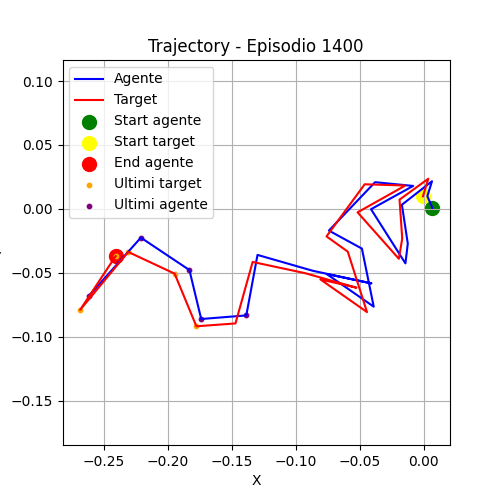 Trajectory - Episodio 1400
Agente
Target
Start agente
Start target
End agente
Ultimi target
Ultimi agente
0.10
0.05
0.00
−0.05
−0.10
−0.15
−0.25
−0.20
−0.15
−0.10
−0.05
0.00
X